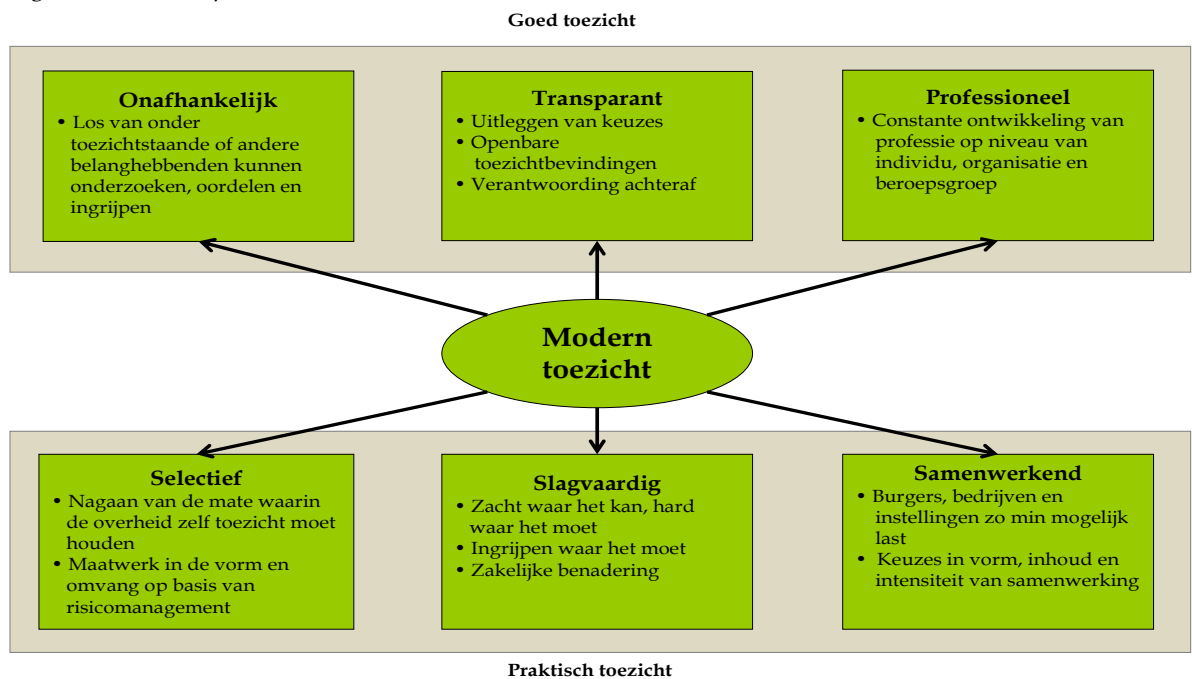 Goed toezicht
Onafhankelijk
• Los van onder
toezichtstaande of andere
belanghebbenden kunnen
onderzoeken, oordelen en
ingrijpen
Transparant
• Uitleggen van keuzes
• Openbare
toezichtbevindingen
• Verantwoording achteraf
Professioneel
• Constante ontwikkeling van
professie op niveau van
individu, organisatie en
beroepsgroep
Modern
toezicht
Selectief
• Nagaan van de mate waarin
de overheid zelf toezicht moet
houden
• Maatwerk in de vorm en
omvang op basis van
risicomanagement
Slagvaardig
• Zacht waar het kan, hard
waar het moet
• Ingrijpen waar het moet
• Zakelijke benadering
Samenwerkend
• Burgers, bedrijven en
instellingen zo min mogelijk
last
• Keuzes in vorm, inhoud en
intensiteit van samenwerking
Praktisch toezicht